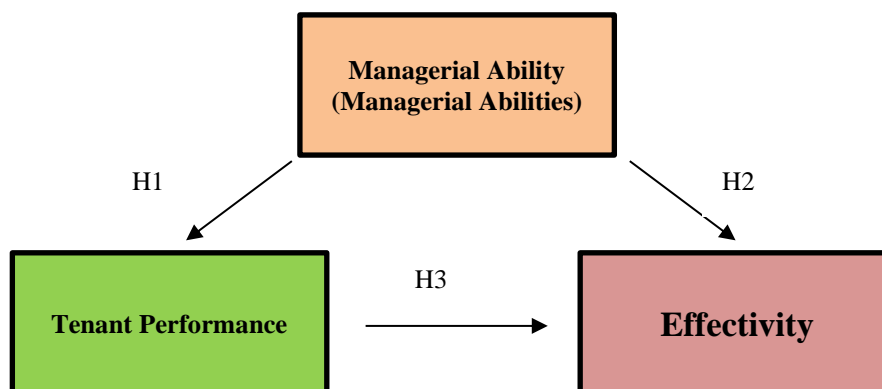 Managerial Ability
(Managerial Abilities)
H1
H2
H3
Tenant Performance
Effectivity